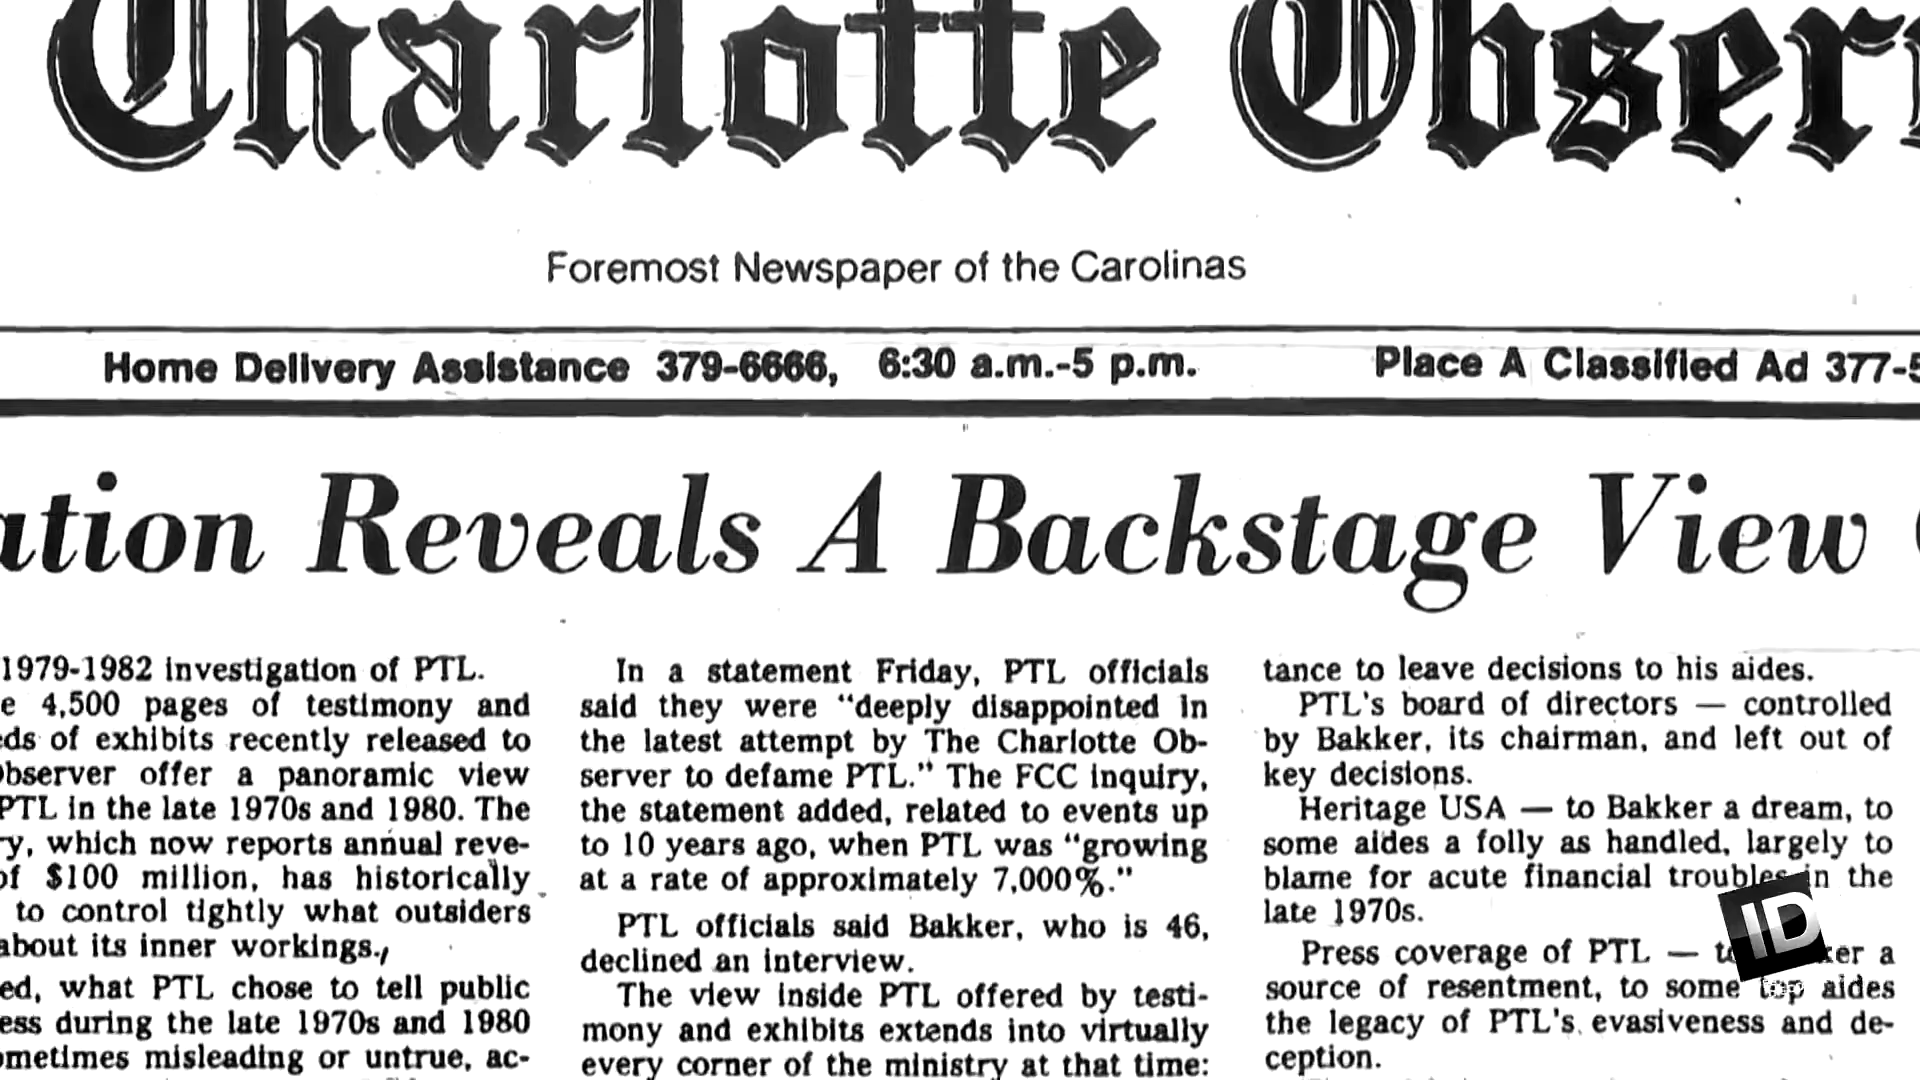 Charlotte Obser
Foremost Newspaper of the Carolinas
Home Delivery Assistance 379-6666, 6:30 a.m.-5 p.m. Place A Classified Ad 377-5
ation Reveals A Backstage View
1979-1982 investigation of PTL.
e 4,500 pages of testimony and
eds of exhibits recently released to
Observer offer a panoramic view
PTL in the late 1970s and 1980. The
ry, which now reports annual reve-
of $100 million, has historically
to control tightly what outsiders
about its inner workings.
ed, what PTL chose to tell public
ess during the late 1970s and 1980
ometimes misleading or untrue, ac-
In a statement Friday, PTL officials
said they were “deeply disappointed in
the latest attempt by The Charlotte Ob-
server to defame PTL.” The FCC inquiry,
the statement added, related to events up
to 10 years ago, when PTL was “growing
at a rate of approximately 7,000%.”
PTL officials said Bakker, who is 46,
declined an interview.
The view inside PTL offered by testi-
mony and exhibits extends into virtually
every corner of the ministry at that time:
tance to leave decisions to his aides.
PTL's board of directors — controlled
by Bakker, its chairman, and left out of
key decisions.
Heritage USA — to Bakker a dream, to
some aides a folly as handled, largely to
blame for acute financial troubles in the
late 1970s.
Press coverage of PTL — to er a
source of resentment, to some top aides
the legacy of PTL's evasiveness and de-
ception.
ID